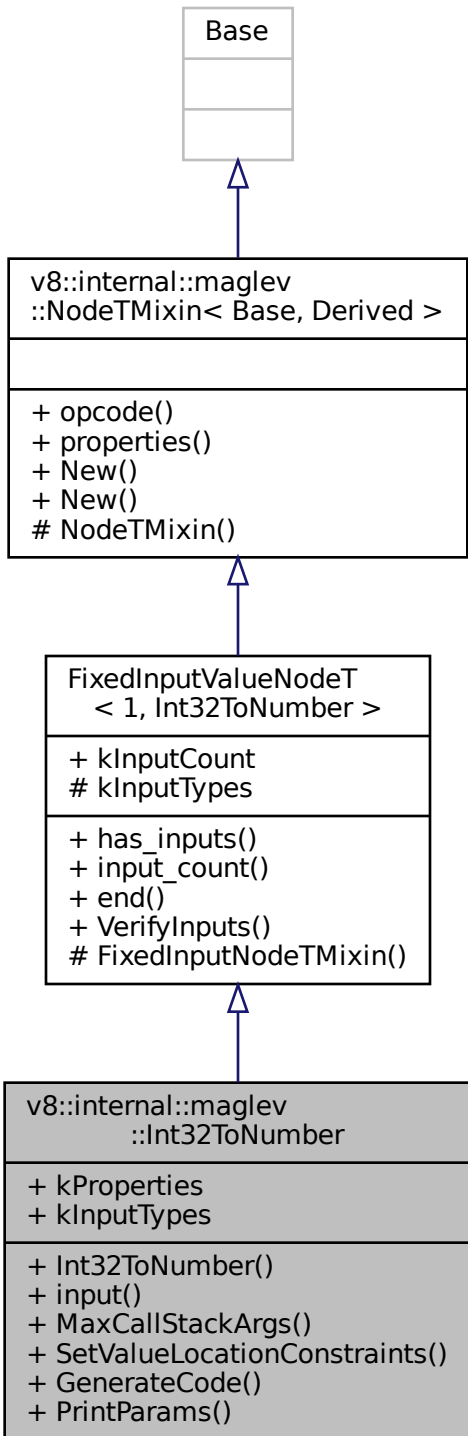 Base
v8::internal::maglev
::NodeTMixin< Base, Derived >
+ opcode()
+ properties()
+ New()
+ New()
# NodeTMixin()
FixedInputValueNodeT
< 1, Int32ToNumber >
+ kInputCount
# kInputTypes
+ has_inputs()
+ input_count()
+ end()
+ VerifyInputs()
# FixedInputNodeTMixin()
v8::internal::maglev
::Int32ToNumber
+ kProperties
+ kInputTypes
+ Int32ToNumber()
+ input()
+ MaxCallStackArgs()
+ SetValueLocationConstraints()
+ GenerateCode()
+ PrintParams()